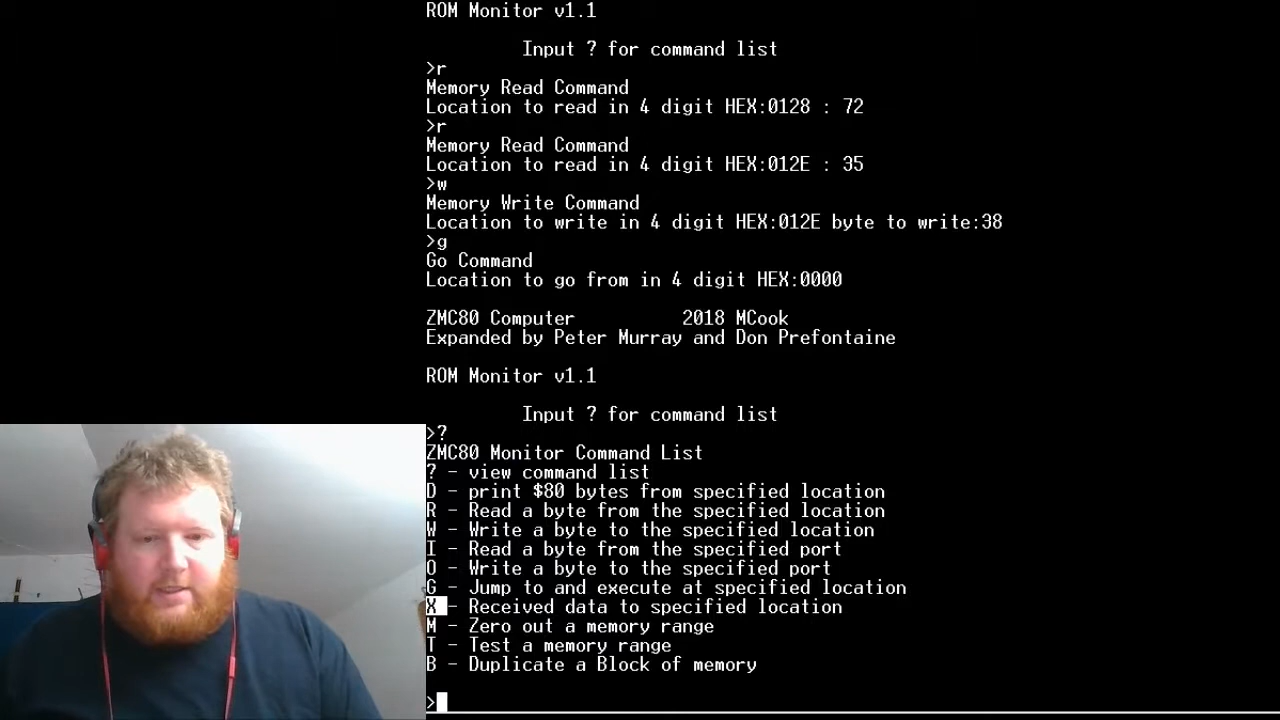 ROM Monitor v1.1
Input ? for command list
>r
Memory Read Command
Location to read in 4 digit HEX:0128 : 72
>r
Memory Read Command
Location to read in 4 digit HEX:012E : 35
>w
Memory Write Command
Location to write in 4 digit HEX:012E byte to write:38
>g
Go Command
Location to go from in 4 digit HEX:0000
ZMC80 Computer 2018 MCook
Expanded by Peter Murray and Don Prefontaine
ROM Monitor v1.1
Input ? for command list
>?
ZMC80 Monitor Command List
? - view command list
D - print $80 bytes from specified location
R - Read a byte from the specified location
W - Write a byte to the specified location
I - Read a byte from the specified port
O - Write a byte to the specified port
G - Jump to and execute at specified location
X - Received data to specified location
M - Zero out a memory range
T - Test a memory range
B - Duplicate a Block of memory
>